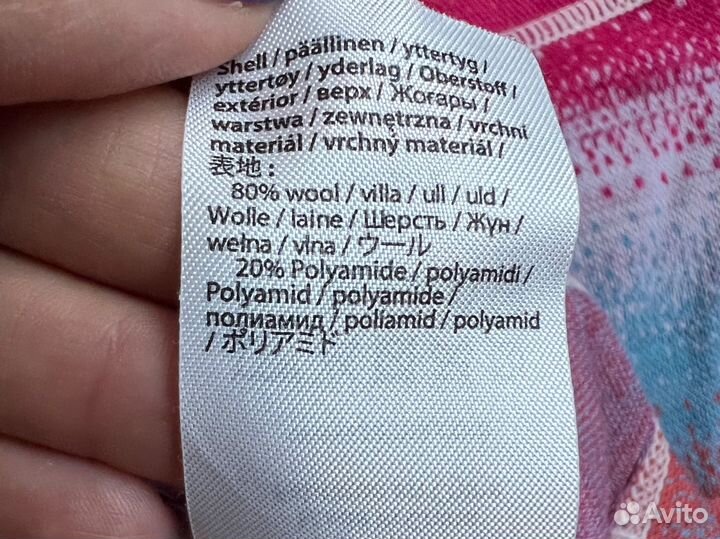 Shell / päällinen / yttertyg /
yttertøy / yderlag / Oberstoff /
extérior / верх / Жоғары /
warstwa / zewnętrzna / vrchní
materiál / vrchný materiál /
表地 :
80% wool / villa / ull / uld /
Wolle / laine / Шерсть / Жүн /
wełna / vlna / ウール
20% Polyamide / polyamidi /
Polyamid / polyamide /
полиамид / poliamid / polyamid
/ ポリアミド
Avito